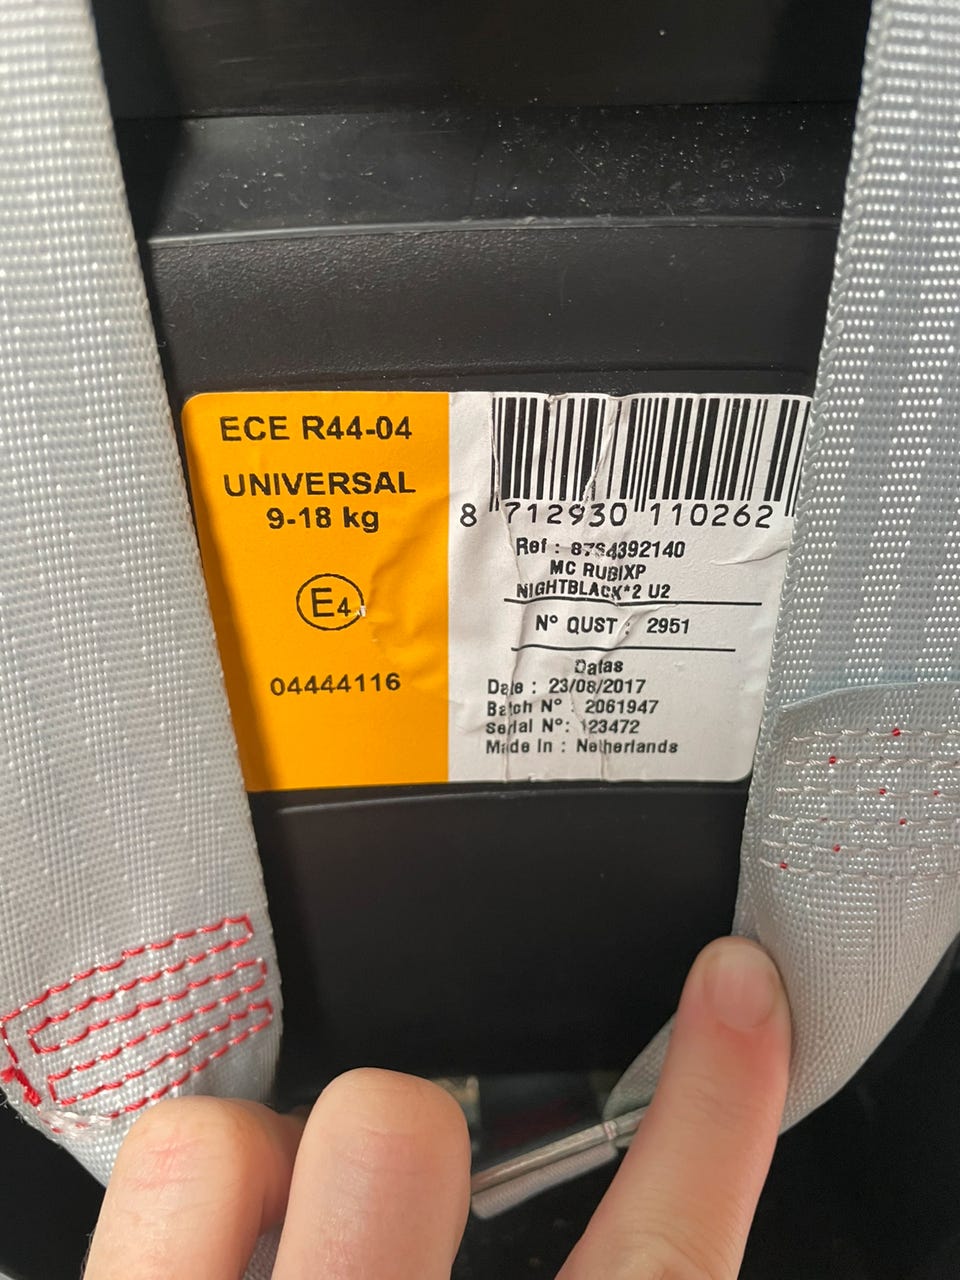 ECE R44-04
UNIVERSAL
9-18 kg
E4
04444116
8 712930 110262
Ref : 8764392140
MC RUBIXP
NIGHTBLACK*2 U2
N° QUST : 2951
Datas
Date : 23/08/2017
Batch N° : 2061947
Serial N°: 123472
Made In : Netherlands